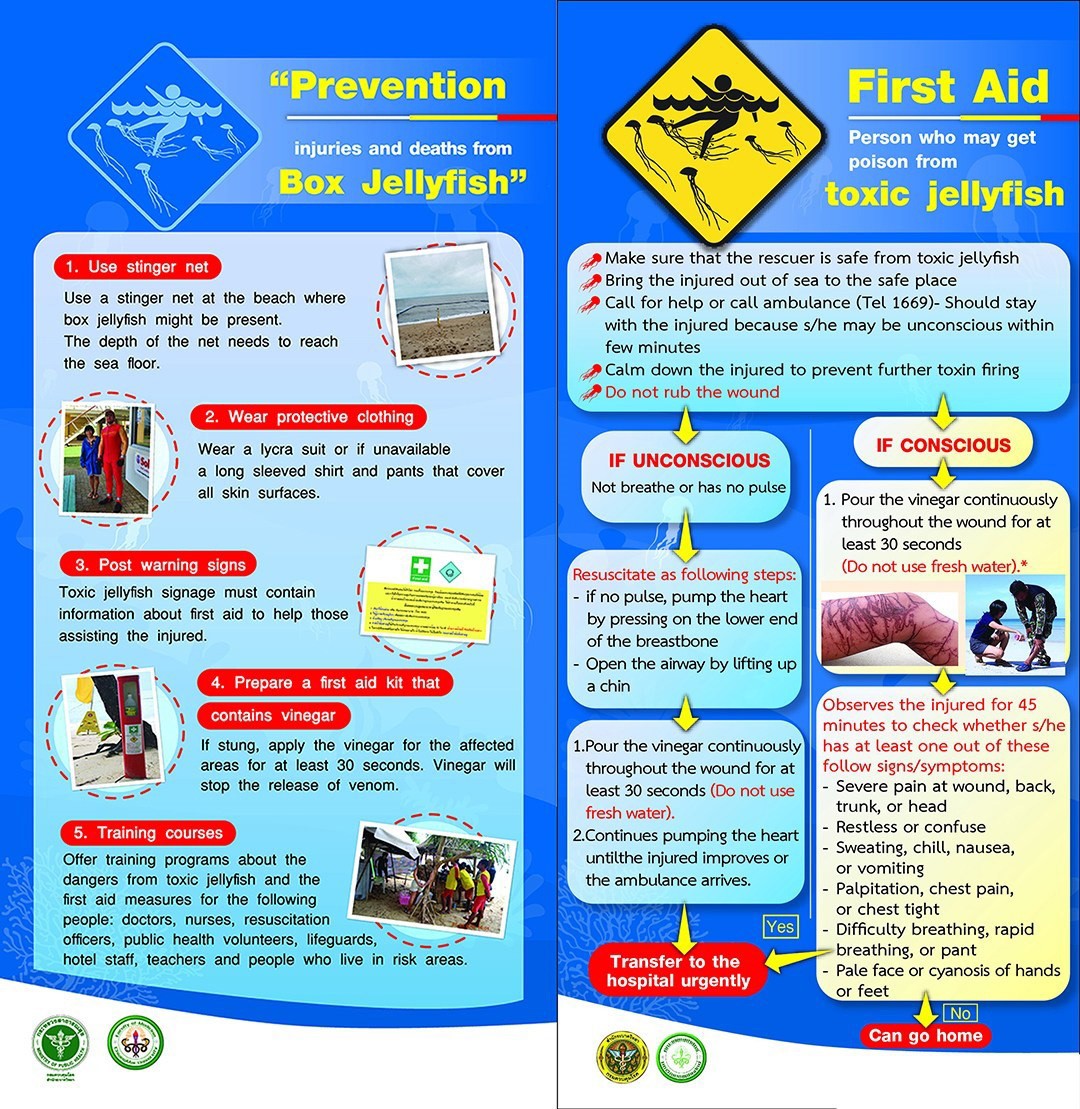 “Prevention
injuries and deaths from
Box Jellyfish”
1. Use stinger net
Use a stinger net at the beach where
box jellyfish might be present.
The depth of the net needs to reach
the sea floor.
2. Wear protective clothing
Wear a lycra suit or if unavailable
a long sleeved shirt and pants that cover
all skin surfaces.
3. Post warning signs
Toxic jellyfish signage must contain
information about first aid to help those
assisting the injured.
4. Prepare a first aid kit that
contains vinegar
If stung, apply the vinegar for the affected
areas for at least 30 seconds. Vinegar will
stop the release of venom.
5. Training courses
Offer training programs about the
dangers from toxic jellyfish and the
first aid measures for the following
people: doctors, nurses, resuscitation
officers, public health volunteers, lifeguards,
hotel staff, teachers and people who live in risk areas.
First Aid
Person who may get
poison from
toxic jellyfish
Make sure that the rescuer is safe from toxic jellyfish
Bring the injured out of sea to the safe place
Call for help or call ambulance (Tel 1669)- Should stay
with the injured because s/he may be unconscious within
few minutes
Calm down the injured to prevent further toxin firing
Do not rub the wound
IF UNCONSCIOUS
Not breathe or has no pulse
Resuscitate as following steps:
- if no pulse, pump the heart
by pressing on the lower end
of the breastbone
- Open the airway by lifting up
a chin
1.Pour the vinegar continuously
throughout the wound for at
least 30 seconds (Do not use
fresh water).
2.Continues pumping the heart
untilthe injured improves or
the ambulance arrives.
IF CONSCIOUS
1. Pour the vinegar continuously
throughout the wound for at
least 30 seconds
(Do not use fresh water).*
Observes the injured for 45
minutes to check whether s/he
has at least one out of these
follow signs/symptoms:
- Severe pain at wound, back,
trunk, or head
- Restless or confuse
- Sweating, chill, nausea,
or vomiting
- Palpitation, chest pain,
or chest tight
- Difficulty breathing, rapid
breathing, or pant
- Pale face or cyanosis of hands
or feet
Yes
Transfer to the
hospital urgently
No
Can go home